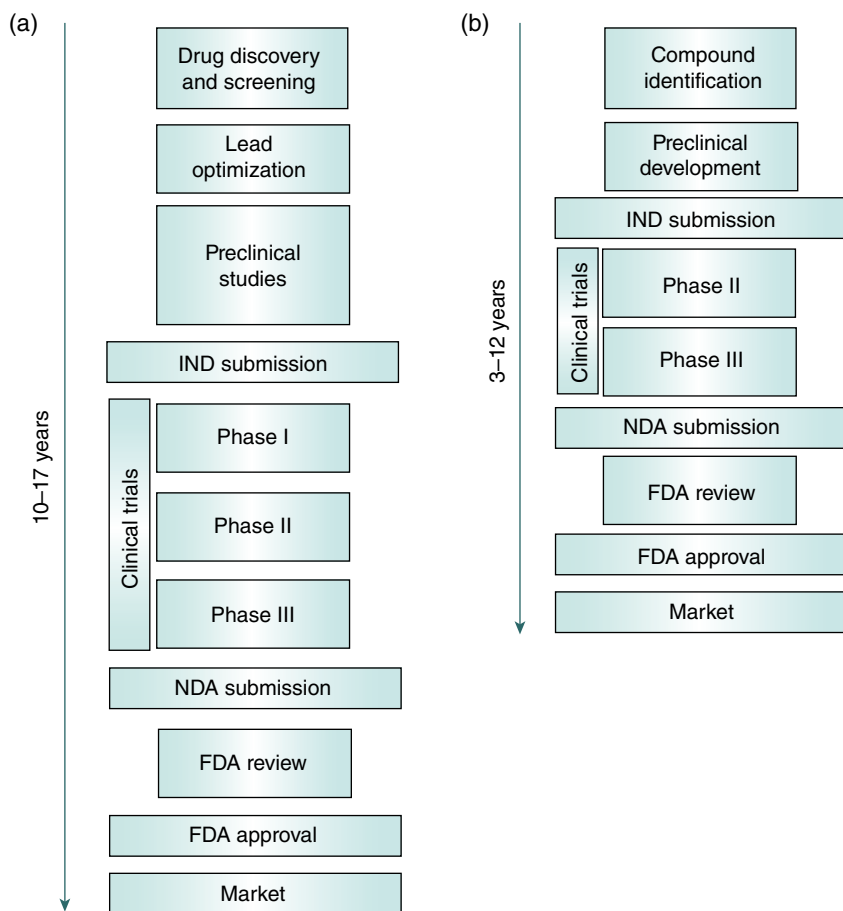 (a)
10–17 years
Drug discovery
and screening
Lead
optimization
Preclinical
studies
IND submission
Clinical trials
Phase I
Phase II
Phase III
NDA submission
FDA review
FDA approval
Market
(b)
3–12 years
Compound
identification
Preclinical
development
IND submission
Clinical trials
Phase II
Phase III
NDA submission
FDA review
FDA approval
Market